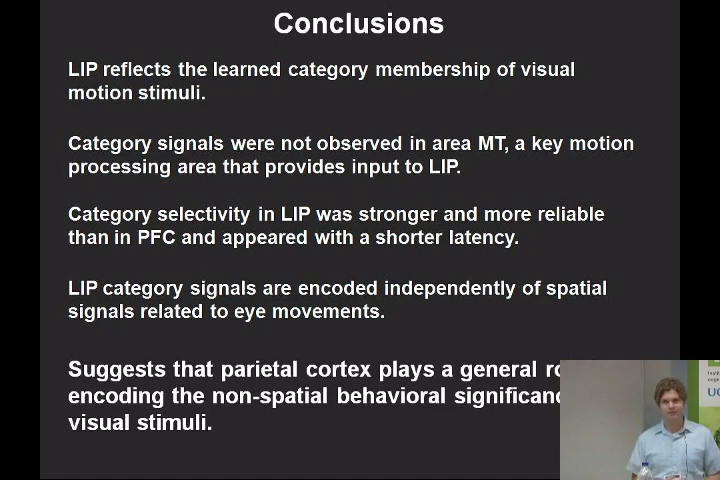 Conclusions
LIP reflects the learned category membership of visual
motion stimuli.
Category signals were not observed in area MT, a key motion
processing area that provides input to LIP.
Category selectivity in LIP was stronger and more reliable
than in PFC and appeared with a shorter latency.
LIP category signals are encoded independently of spatial
signals related to eye movements.
Suggests that parietal cortex plays a general
encoding the non-spatial behavioral
visual stimuli.